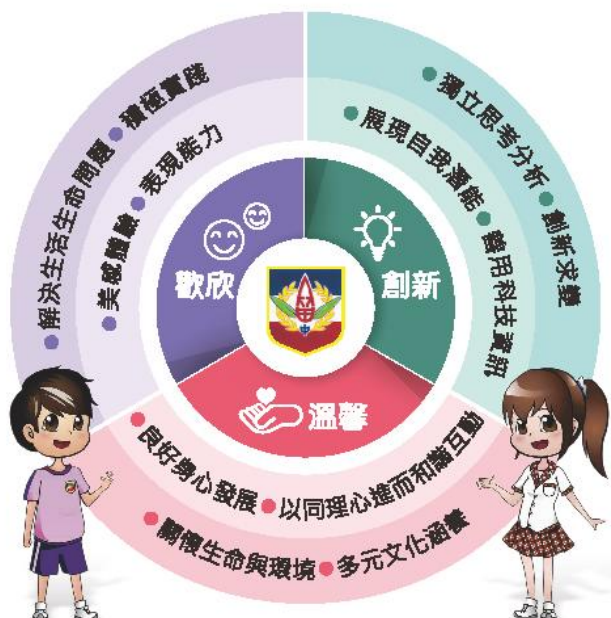 歡欣
創新
溫馨
解決生活生命問題
積極實踐
美感體驗
表現能力
獨立思考分析
創新求變
展現自我潛能
善用科技資訊
良好身心發展
以同理心進而和諧互動
關懷生命與環境
多元文化涵養